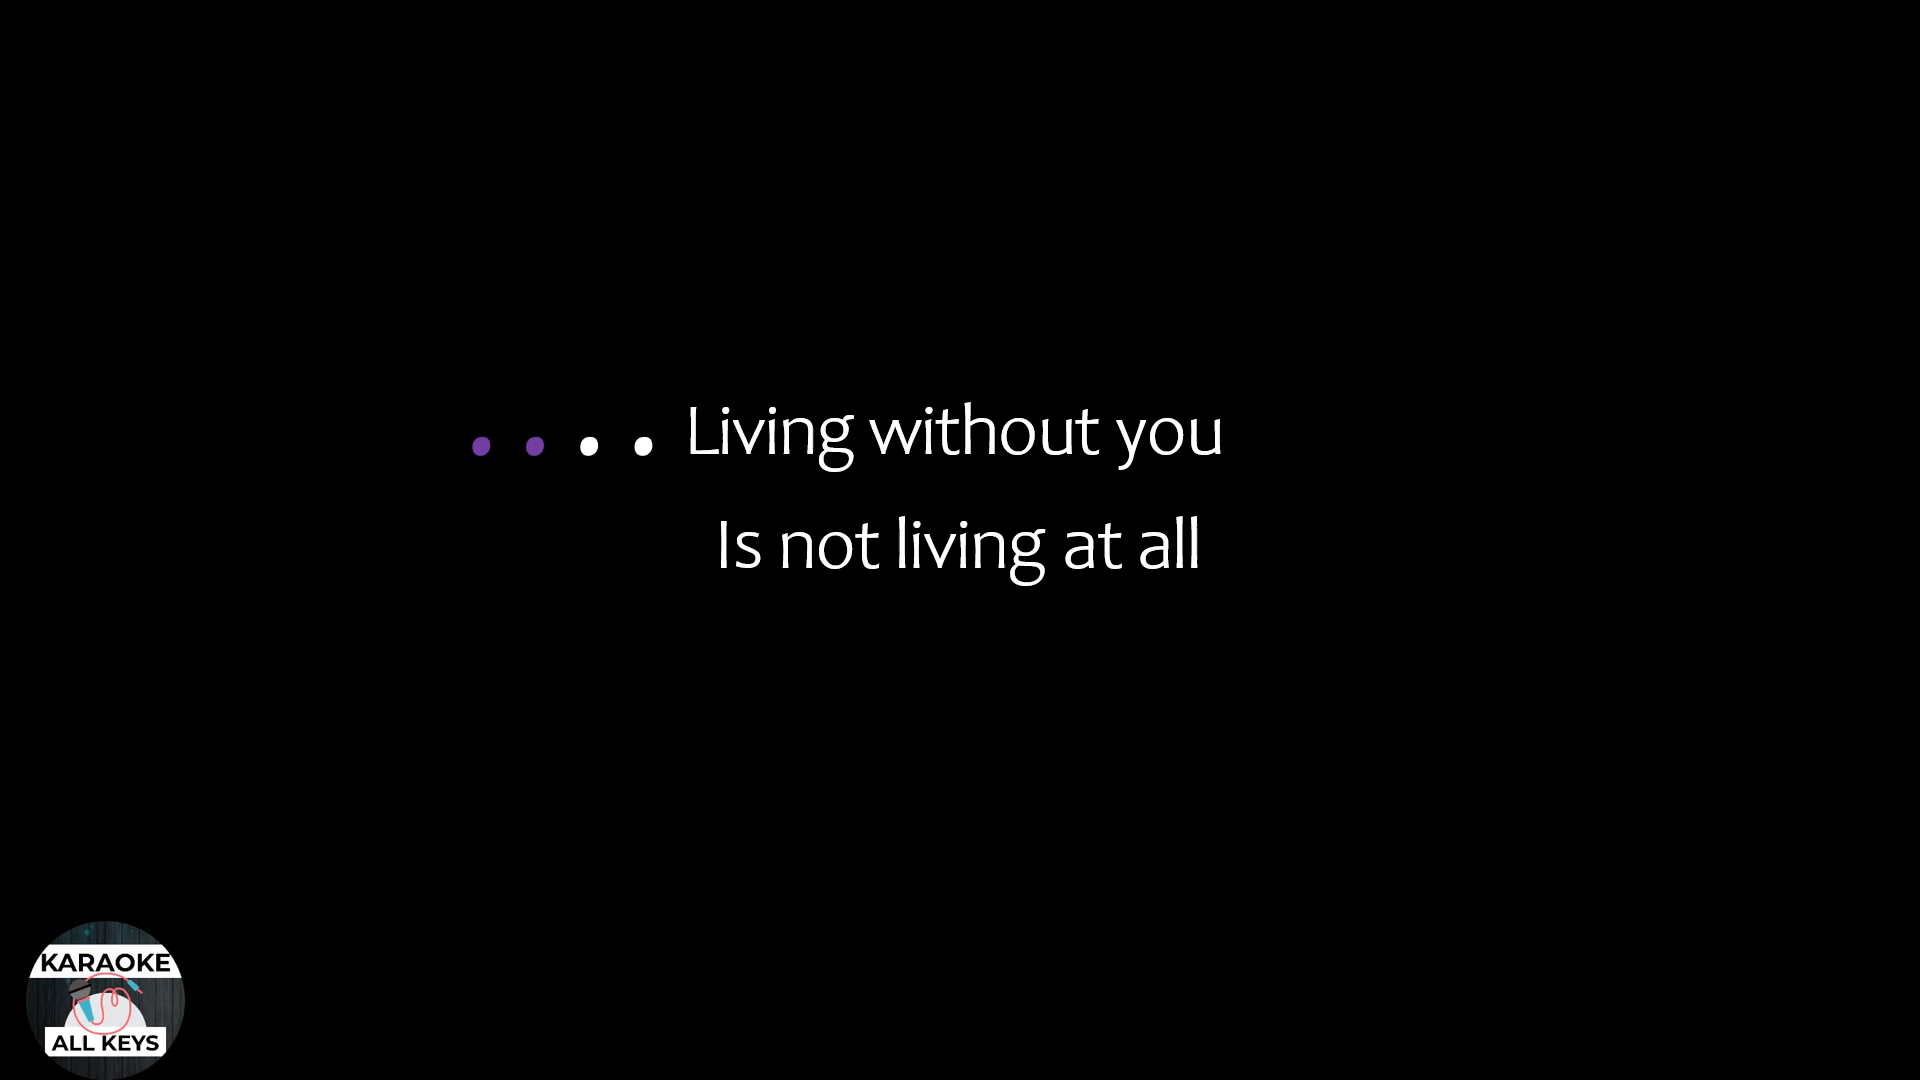 . . . . Living without you
Is not living at all
KARAOKE
ALL KEYS